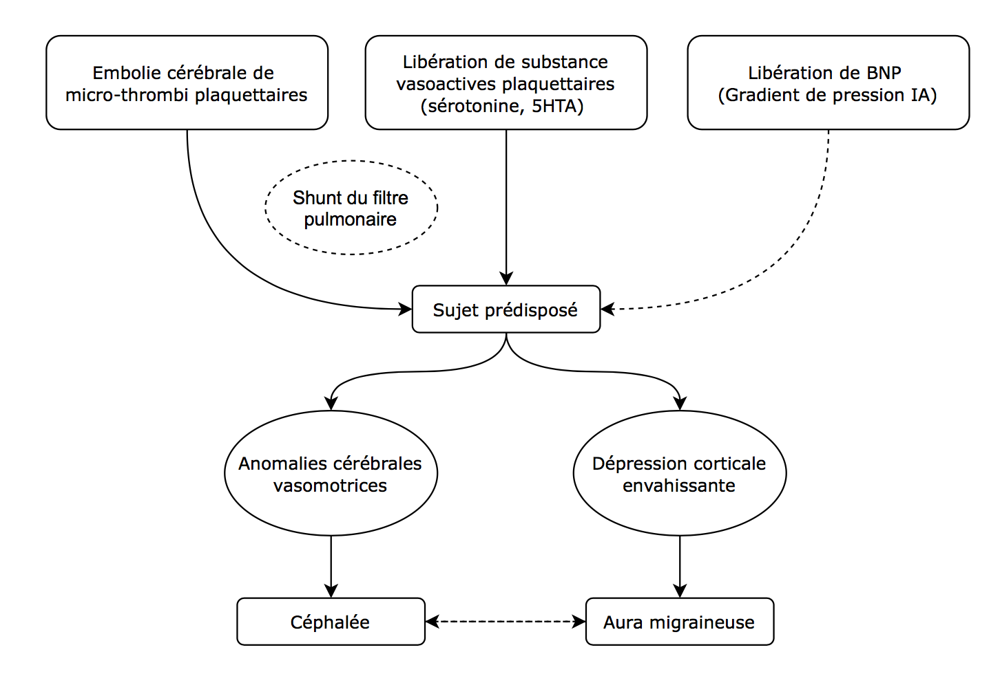 Embolie cérébrale de
micro-thrombi plaquettaires
Libération de substance
vasoactives plaquettaires
(sérotonine, 5HTA)
Libération de BNP
(Gradient de pression IA)
Shunt du filtre
pulmonaire
Sujet prédisposé
Anomalies cérébrales
vasomotrices
Dépression corticale
envahissante
Céphalée
Aura migraineuse